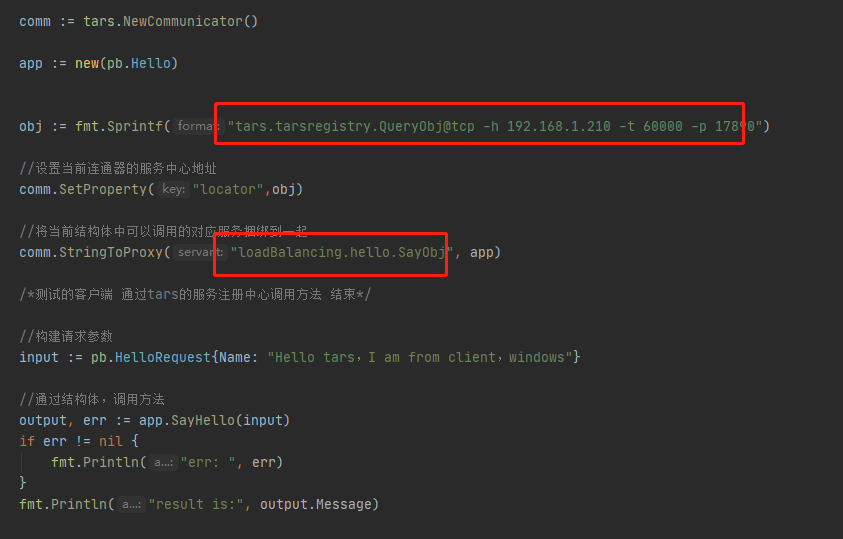 comm := tars.NewCommunicator()
app := new(pb.Hello)
obj := fmt.Sprintf( format: "tars.tarsregistry.QueryObj@tcp -h 192.168.1.210 -t 60000 -p 17890")
//设置当前连通器的服务中心地址
comm.SetProperty( key: "locator",obj)
//将当前结构体中可以调用的对应服务捆绑到一起
comm.StringToProxy( servant: "loadBalancing.hello.SayObj", app)
/*测试的客户端 通过tars的服务注册中心调用方法 结束*/
//构建请求参数
input := pb.HelloRequest{Name: "Hello tars，I am from client，windows"}
//通过结构体，调用方法
output, err := app.SayHello(input)
if err != nil {
fmt.Println( a…: "err: ", err)
}
fmt.Println( a…: "result is:", output.Message)